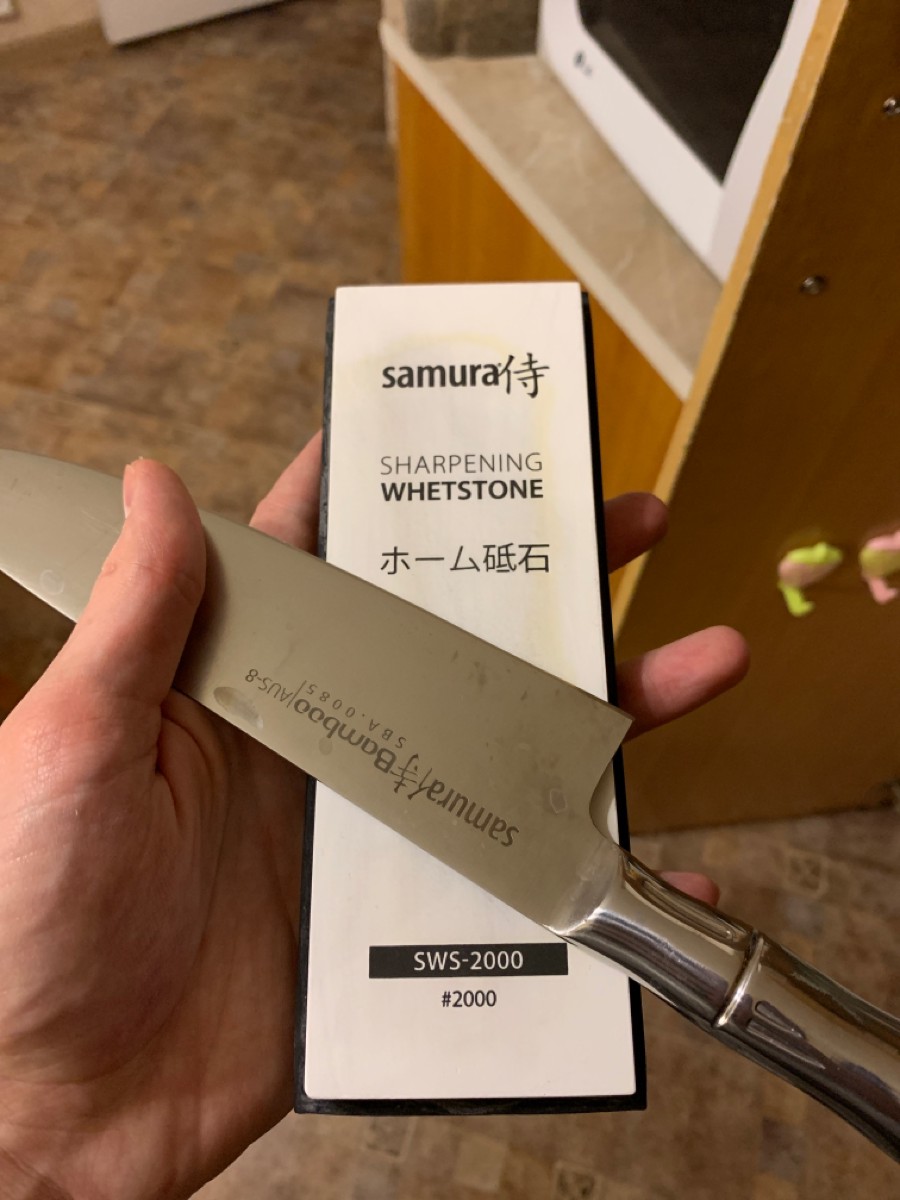 samura侍
SHARPENING
WHETSTONE
ホーム砥石
SWS-2000
#2000
samura侍Bamboo|AUS-8
SBA.0085